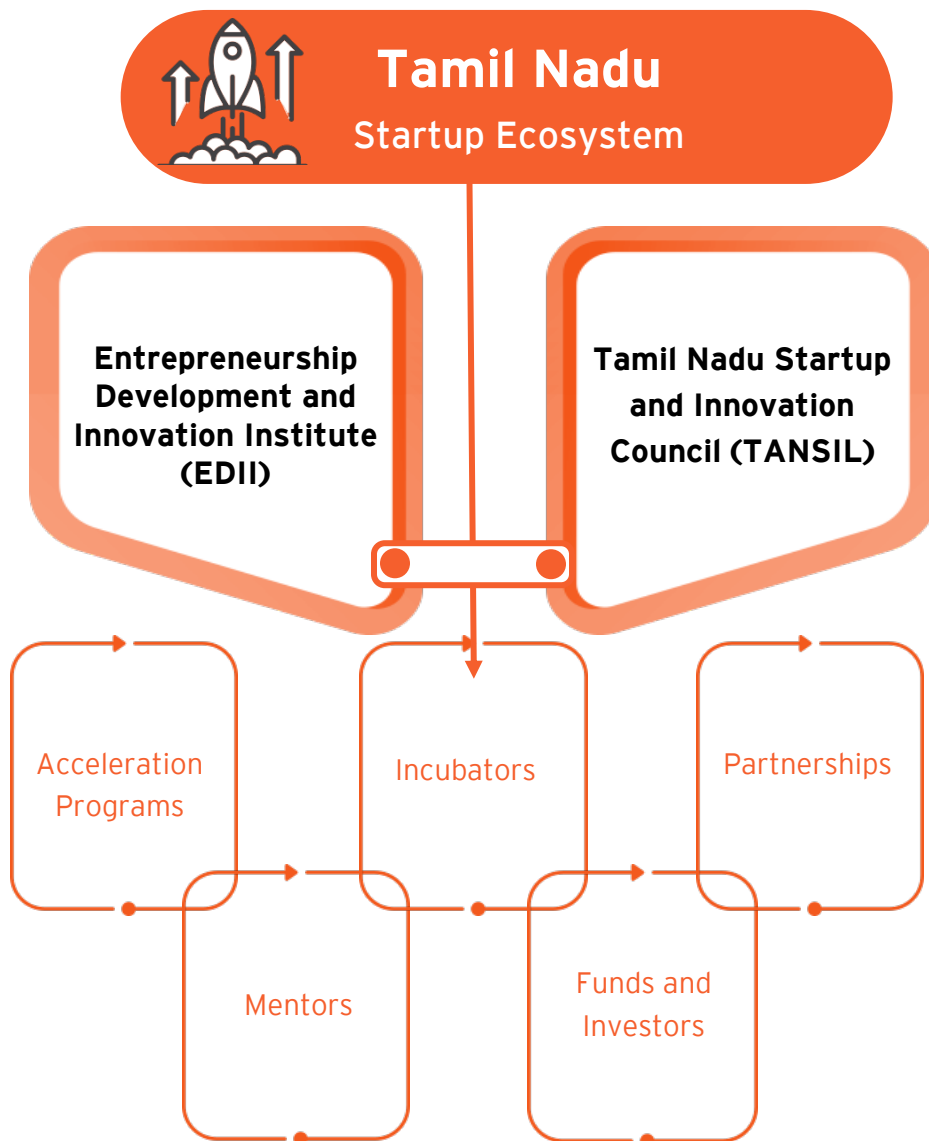 Tamil Nadu
Startup Ecosystem
Entrepreneurship
Development and
Innovation Institute
(EDII)
Tamil Nadu Startup
and Innovation
Council (TANSIL)
Acceleration
Programs
Incubators
Partnerships
Mentors
Funds and
Investors